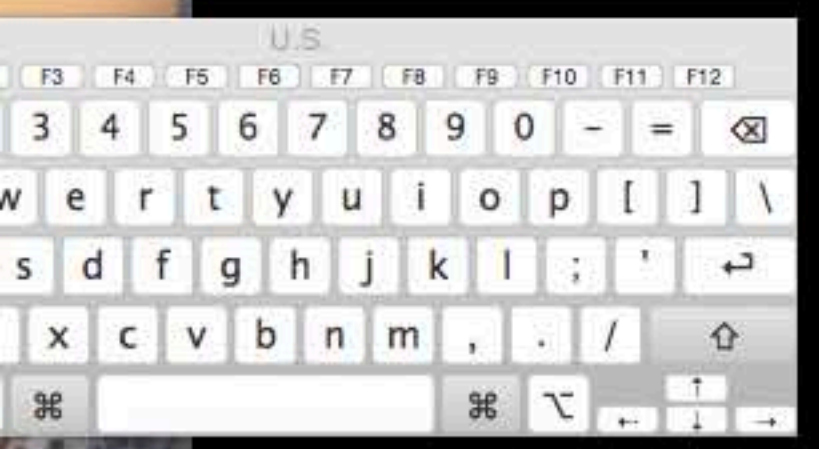 U.S
F3 F4 F5 F6 F7 F8 F9 F10 F11 F12
3 4 5 6 7 8 9 0 - = ⌫
w e r t y u i o p [ ] \
s d f g h j k l ; ' ↩
x c v b n m , . / ⇧
⌘ ⌘ ⌥ ← ↑ ↓ →